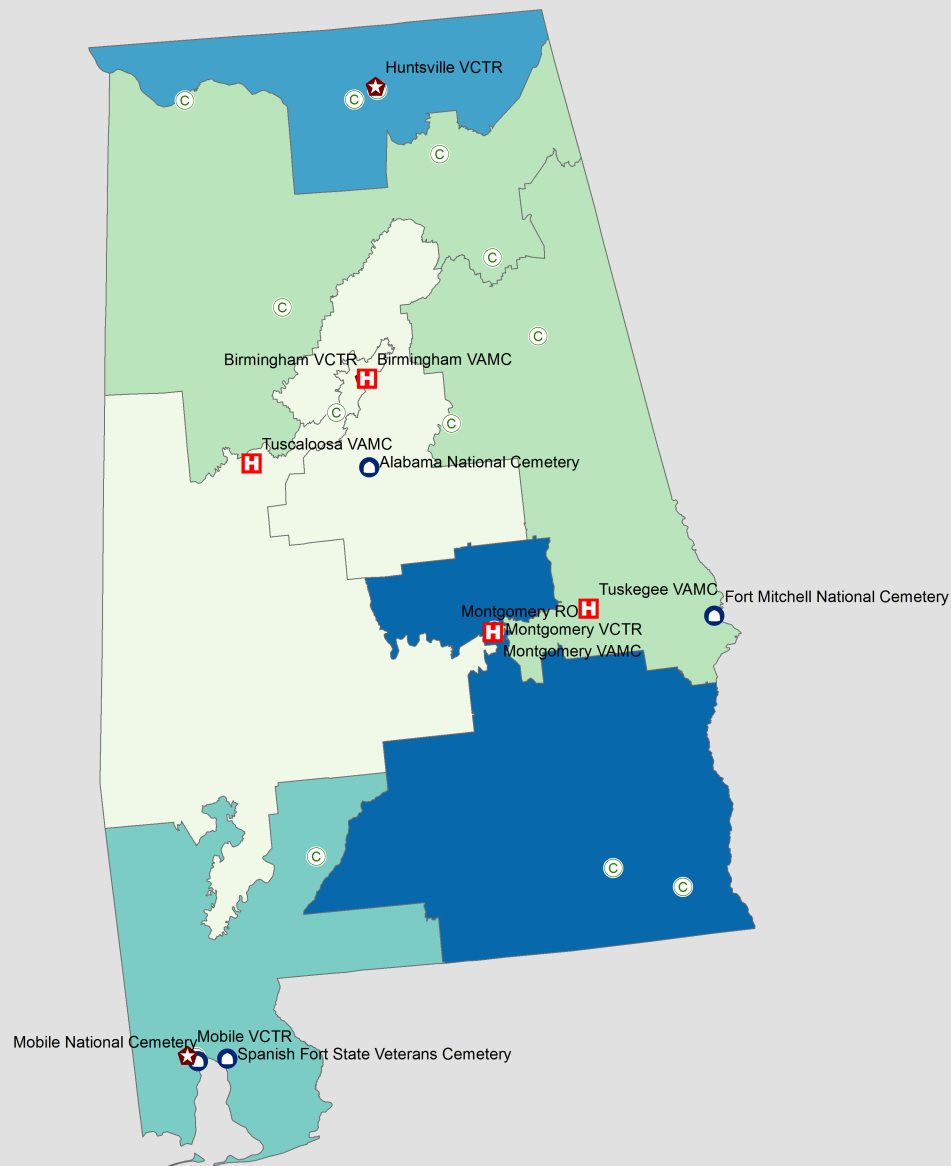 Huntsville VCTR
C
C
C
C
C
C
Birmingham VCTR
Birmingham VAMC
H
C
C
Tuscaloosa VAMC
H
Alabama National Cemetery
Tuskegee VAMC
H
Fort Mitchell National Cemetery
Montgomery RO
H
Montgomery VCTR
Montgomery VAMC
C
C
C
Mobile VCTR
Mobile National Cemetery
Spanish Fort State Veterans Cemetery